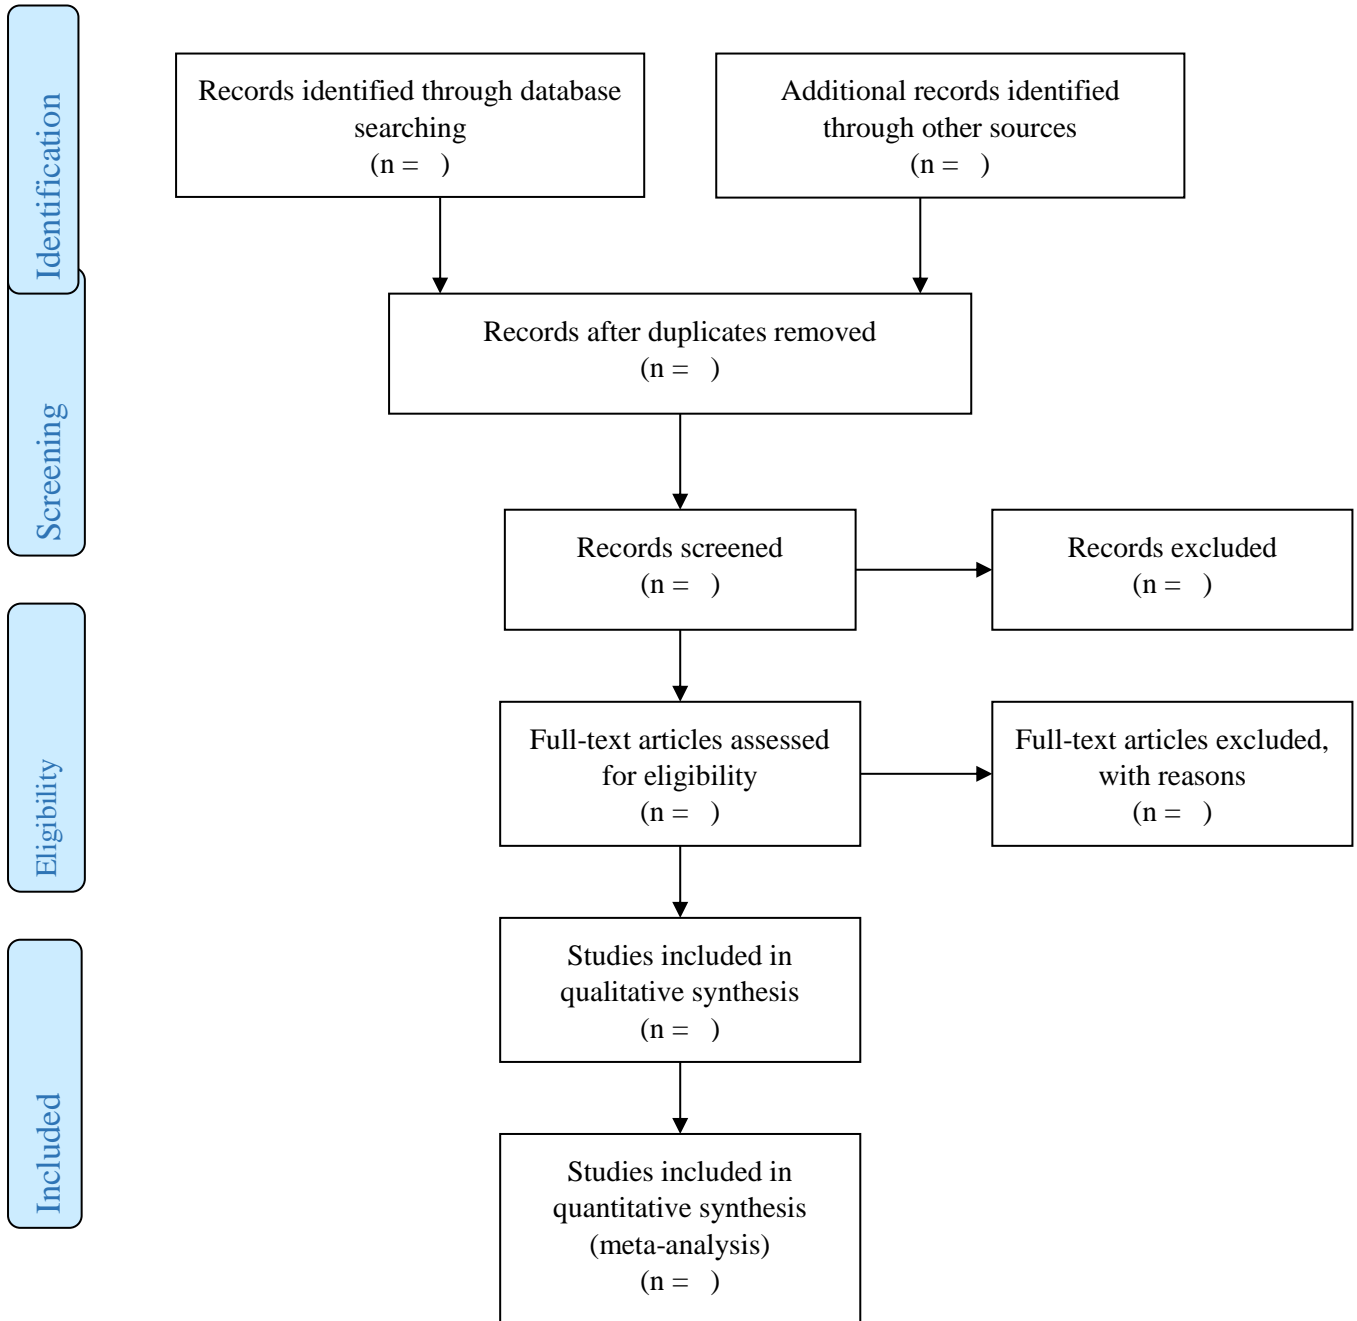 Identification
Records identified through database
searching
(n =   )
Additional records identified
through other sources
(n =   )
Screening
Records after duplicates removed
(n =   )
Records screened
(n =   )
Records excluded
(n =   )
Eligibility
Full-text articles assessed
for eligibility
(n =   )
Full-text articles excluded,
with reasons
(n =   )
Included
Studies included in
qualitative synthesis
(n =   )
Studies included in
quantitative synthesis
(meta-analysis)
(n =   )